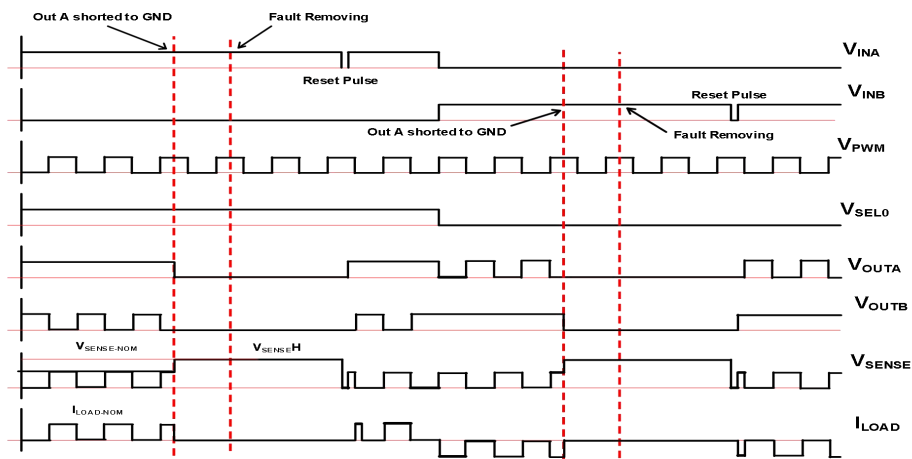 Out A shorted to GND
Fault Removing
VINA
Reset Pulse
VINB
Reset Pulse
Out A shorted to GND
Fault Removing
VPWM
VSEL0
VOUTA
VOUTB
VSENSE-NOM
VSENSEH
VSENSE
ILOAD-NOM
ILOAD